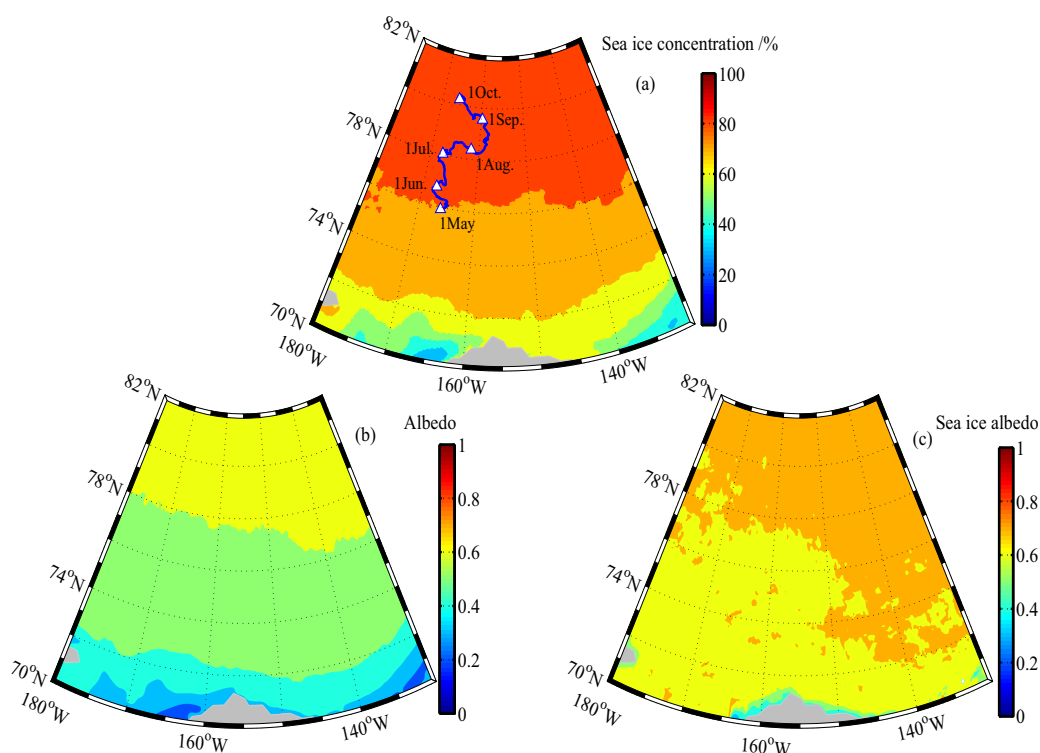 82°N
Sea ice concentration /%
(a)
100
80
60
40
20
0
1Oct.
1Sep.
78°N
1Jul.
1Aug.
1Jun.
1May
74°N
70°N
180°W
160°W
140°W
82°N
Albedo
(b)
1
0.8
0.6
0.4
0.2
0
78°N
74°N
70°N
180°W
160°W
140°W
82°N
Sea ice albedo
(c)
1
0.8
0.6
0.4
0.2
0
78°N
74°N
70°N
180°W
160°W
140°W